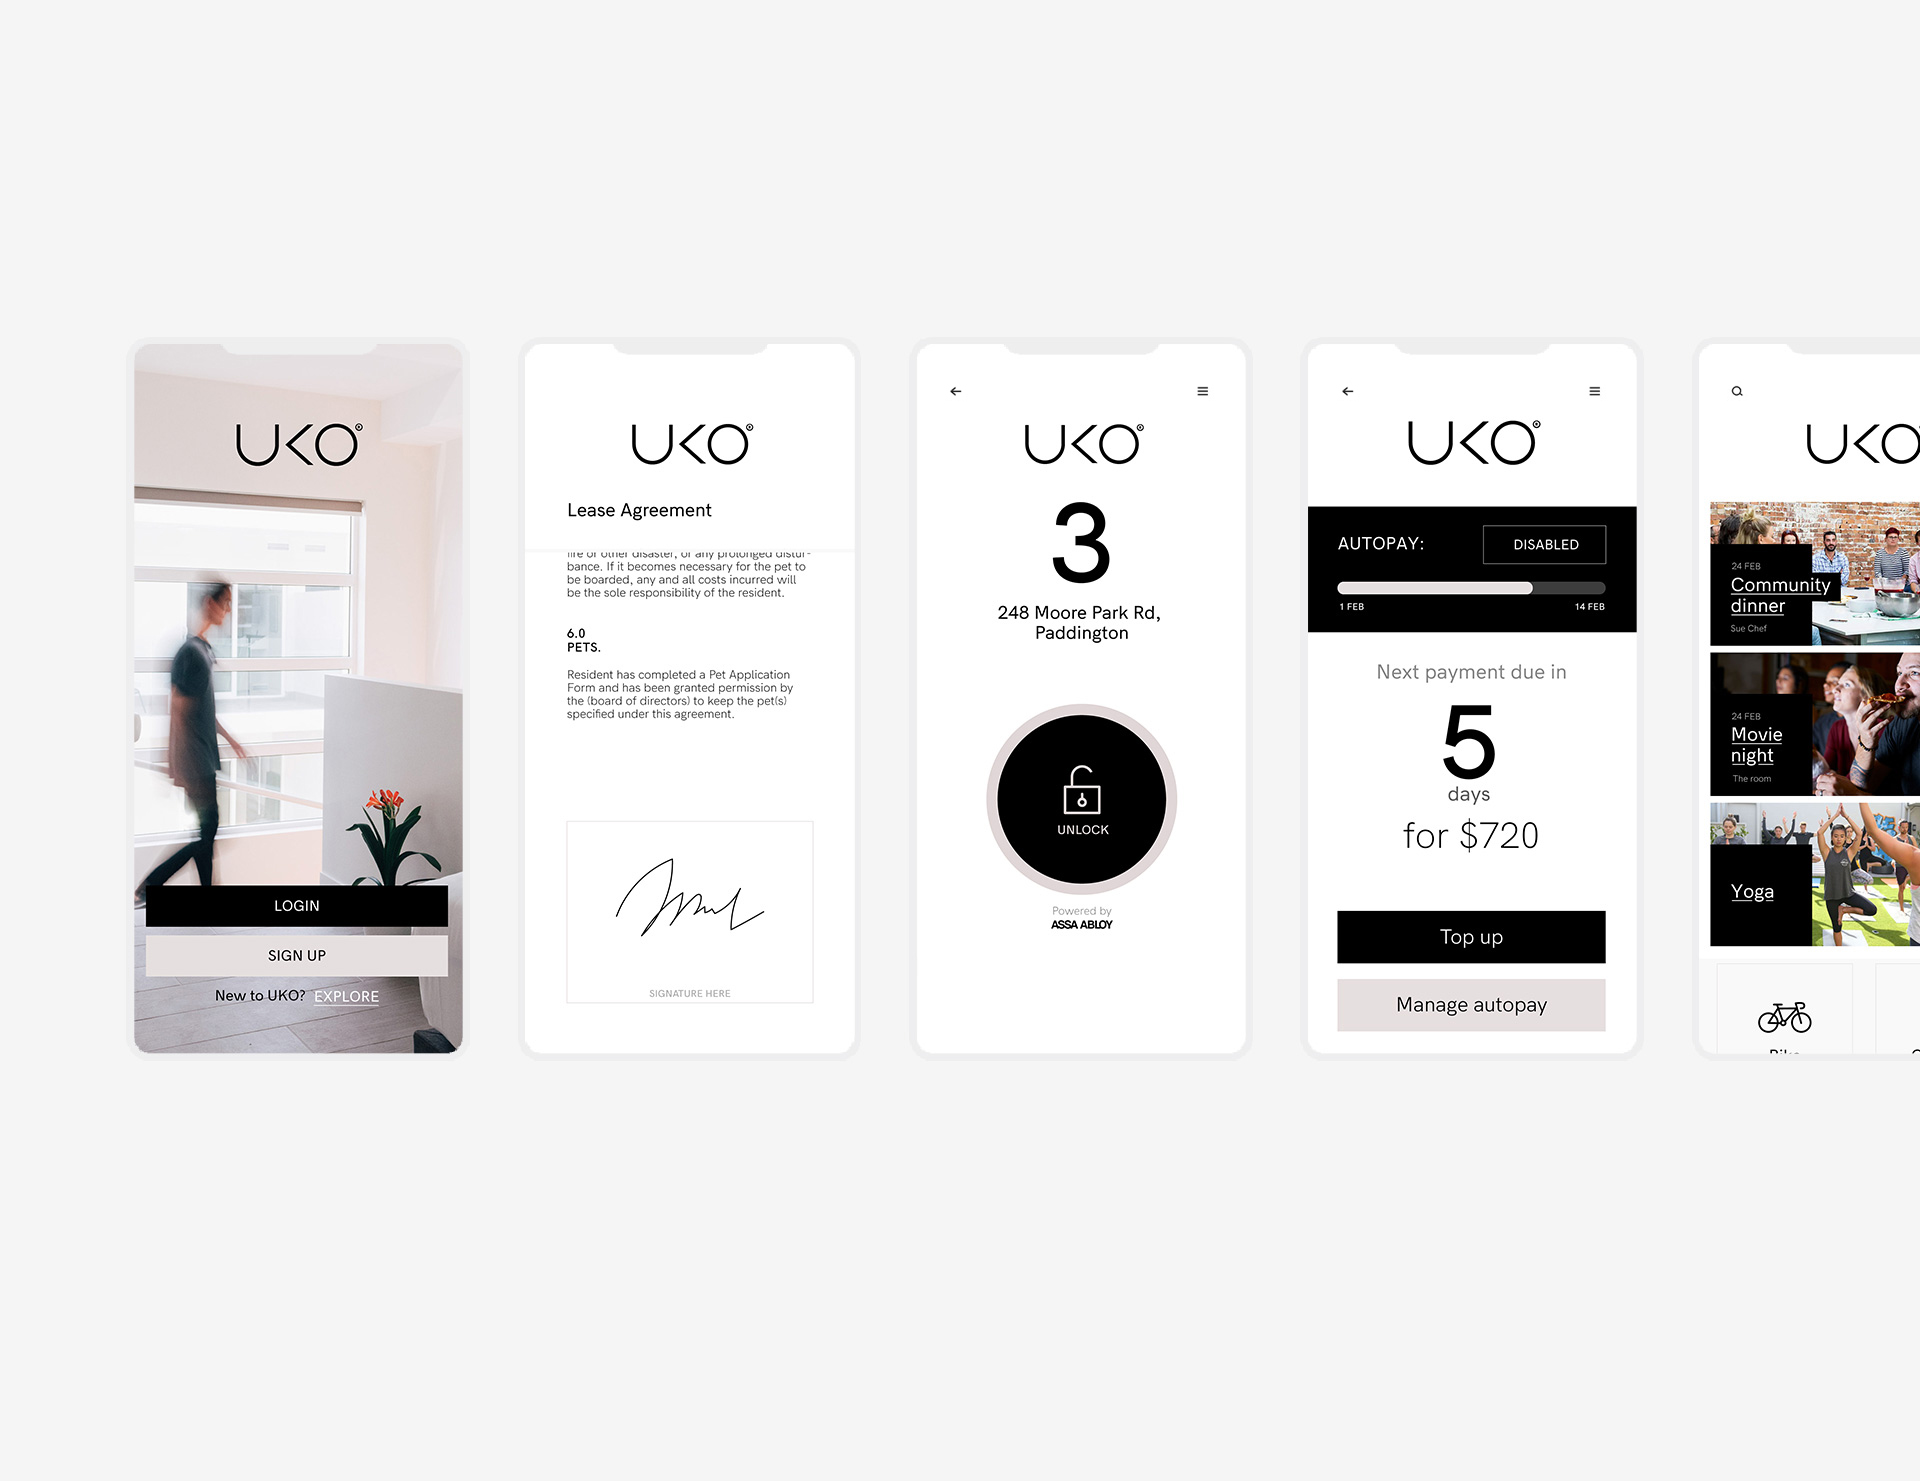 UKO®
LOGIN
SIGN UP
New to UKO? EXPLORE
UKO®
Lease Agreement
fire or other disaster, or any prolonged distur-
bance. If it becomes necessary for the pet to
be boarded, any and all costs incurred will
be the sole responsibility of the resident.
6.0
PETS.
Resident has completed a Pet Application
Form and has been granted permission by
the (board of directors) to keep the pet(s)
specified under this agreement.
SIGNATURE HERE
UKO®
3
248 Moore Park Rd,
Paddington
UNLOCK
Powered by
ASSA ABLOY
UKO®
AUTOPAY: DISABLED
1 FEB 14 FEB
Next payment due in
5
days
for $720
Top up
Manage autopay
UKO
24 FEB
Community
dinner
Sue Chef
24 FEB
Movie
night
The room
Yoga
Bike